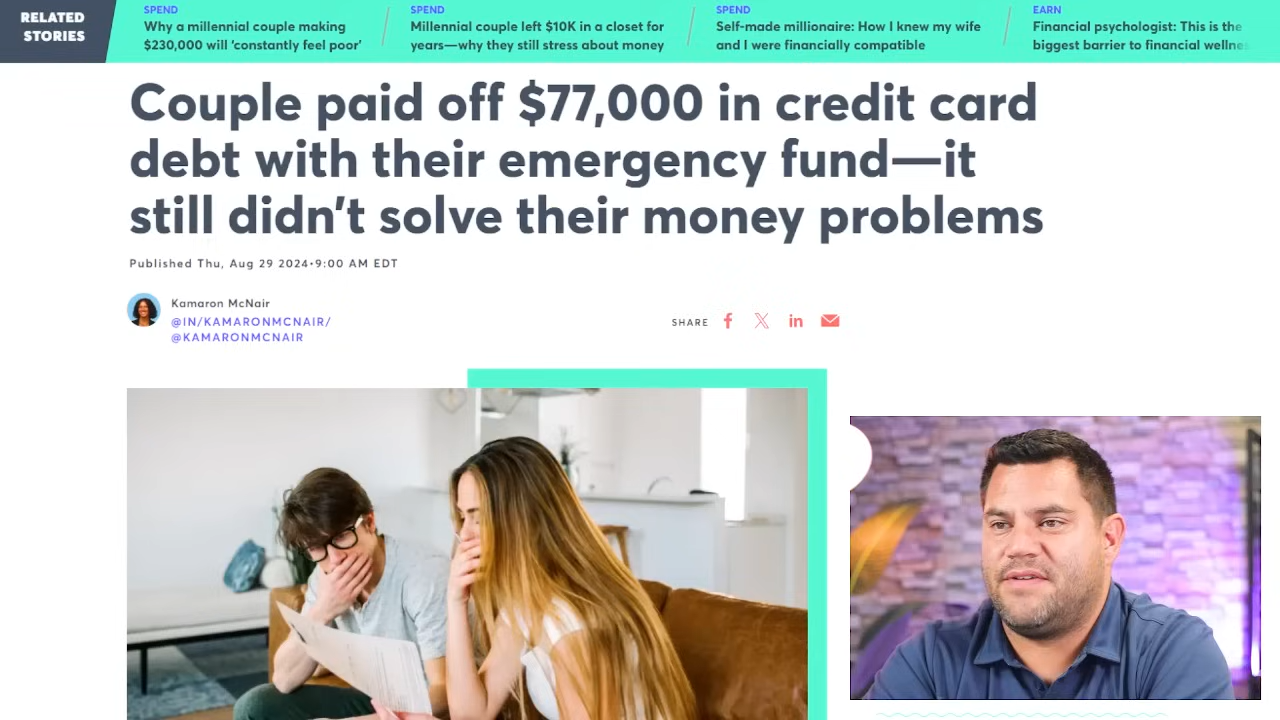 RELATED
STORIES
SPEND
Why a millennial couple making
$230,000 will 'constantly feel poor'
SPEND
Millennial couple left $10K in a closet for
years—why they still stress about money
SPEND
Self-made millionaire: How I knew my wife
and I were financially compatible
EARN
Financial psychologist: This is the
biggest barrier to financial wellnes
Couple paid off $77,000 in credit card
debt with their emergency fund—it
still didn't solve their money problems
Published Thu, Aug 29 2024•9:00 AM EDT
Kamaron McNair
@IN/KAMARONMCNAIR/
@KAMARONMCNAIR
SHARE